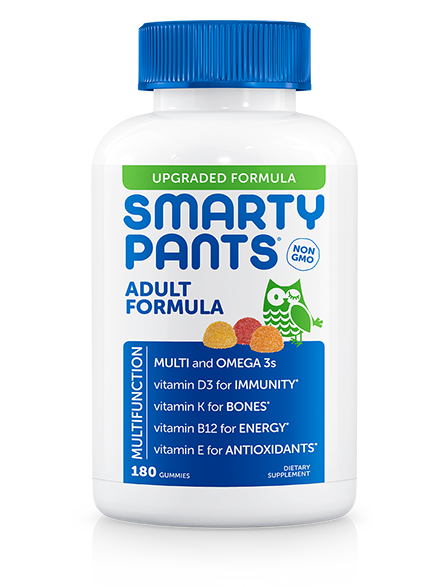 UPGRADED FORMULA
SMARTY
PANTS®
NON
GMO
ADULT
FORMULA
MULTIFUNCTION
MULTI and OMEGA 3s
vitamin D3 for IMMUNITY*
vitamin K for BONES*
vitamin B12 for ENERGY*
vitamin E for ANTIOXIDANTS*
180 GUMMIES
DIETARY
SUPPLEMENT